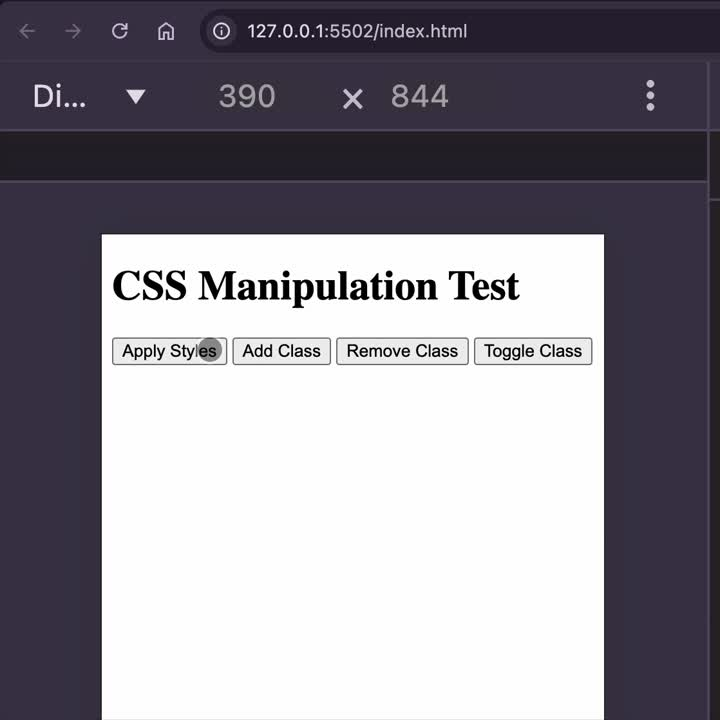 127.0.0.1:5502/index.html
Di... ▼ 390 × 844
CSS Manipulation Test
Apply Styles Add Class Remove Class Toggle Class